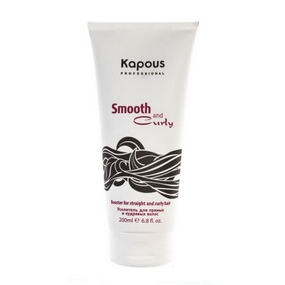 Kapous
PROFESSIONAL
Smooth
and
Curly
Booster for straight and curly hair
Усилитель для прямых
и кудрявых волос
200ml ℮ 6.8 fl. oz.